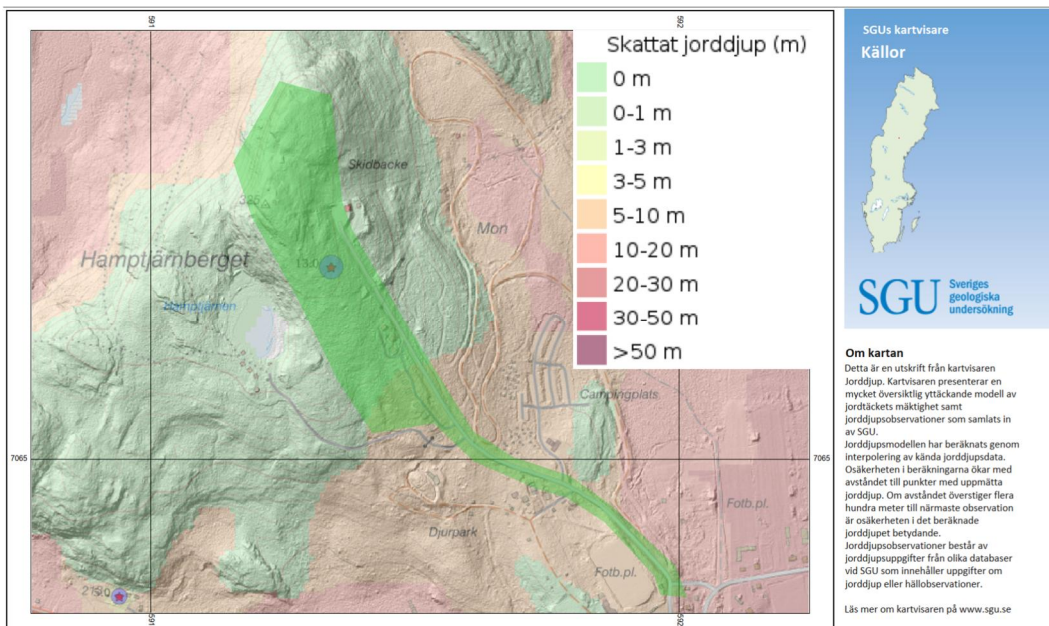 591
592
Skattat jorddjup (m)
0 m
0-1 m
1-3 m
3-5 m
5-10 m
10-20 m
20-30 m
30-50 m
>50 m
Skidbacke
Mon
Hamptjärnberget
13.0
Hamptjärnen
Campingplats
7065
7065
Fotb.pl.
Djurpark
Fotb.pl.
591
SGUs kartvisare
Källor
SGU Sveriges
geologiska
undersökning
Om kartan
Detta är en utskrift från kartvisaren
Jorddjup. Kartvisaren presenterar en
mycket översiktlig yttäckande modell av
jordtäckets mäktighet samt
jorddjupsobservationer som samlats in
av SGU.
Jorddjupsmodellen har beräknats genom
interpolering av kända jorddjupsdata.
Osäkerheten i beräkningarna ökar med
avståndet till punkter med uppmätta
jorddjup. Om avståndet överstiger flera
hundra meter till närmaste observation
är osäkerheten i det beräknade
jorddjupet betydande.
Jorddjupsobservationer består av
jorddjupsuppgifter från olika databaser
vid SGU som innehåller uppgifter om
jorddjup eller hällobservationer.
Läs mer om kartvisaren på www.sgu.se